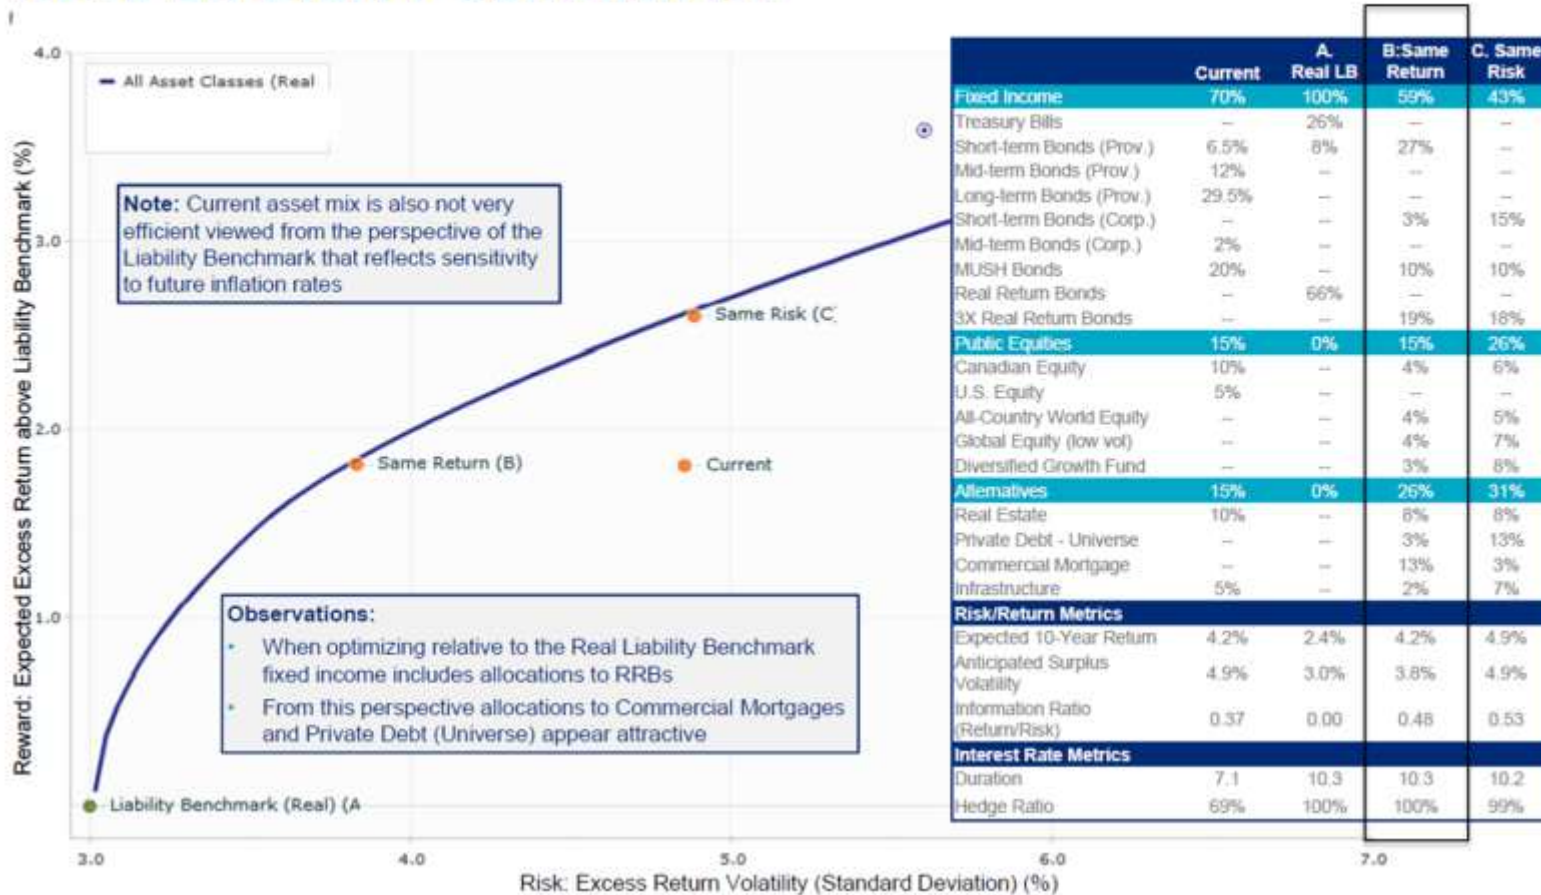 4.0
All Asset Classes (Real
Note: Current asset mix is also not very
efficient viewed from the perspective of the
Liability Benchmark that reflects sensitivity
to future inflation rates
3.0
Same Risk (C
2.0
Same Return (B)
Current
1.0
Observations:
• When optimizing relative to the Real Liability Benchmark
fixed income includes allocations to RRBs
• From this perspective allocations to Commercial Mortgages
and Private Debt (Universe) appear attractive
Liability Benchmark (Real) (A
3.0 4.0 5.0 6.0 7.0
Reward: Expected Excess Return above Liability Benchmark (%)
Risk: Excess Return Volatility (Standard Deviation) (%)
Current A. Real LB B:Same Return C. Same Risk
Fixed Income 70% 100% 59% 43%
Treasury Bills -- 26% -- --
Short-term Bonds (Prov.) 6.5% 8% 27% --
Mid-term Bonds (Prov.) 12% -- -- --
Long-term Bonds (Prov.) 29.5% -- -- --
Short-term Bonds (Corp.) -- -- 3% 15%
Mid-term Bonds (Corp.) 2% -- -- --
MUSH Bonds 20% -- 10% 10%
Real Return Bonds -- 66% -- --
3X Real Return Bonds -- -- 19% 18%
Public Equities 15% 0% 15% 26%
Canadian Equity 10% -- 4% 6%
U.S. Equity 5% -- -- --
All-Country World Equity -- -- 4% 5%
Global Equity (low vol) -- -- 4% 7%
Diversified Growth Fund -- -- 3% 8%
Alternatives 15% 0% 26% 31%
Real Estate 10% -- 8% 8%
Private Debt - Universe -- -- 3% 13%
Commercial Mortgage -- -- 13% 3%
Infrastructure 5% -- 2% 7%
Risk/Return Metrics
Expected 10-Year Return 4.2% 2.4% 4.2% 4.9%
Anticipated Surplus
Volatility 4.9% 3.0% 3.8% 4.9%
Information Ratio
(Return/Risk) 0.37 0.00 0.48 0.53
Interest Rate Metrics
Duration 7.1 10.3 10.3 10.2
Hedge Ratio 69% 100% 100% 99%